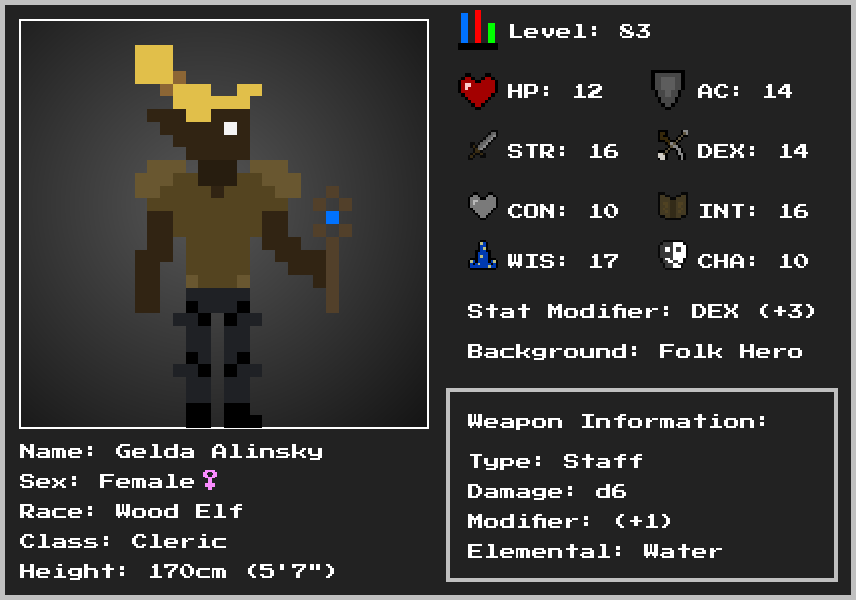 Level: 83
HP: 12 AC: 14
STR: 16 DEX: 14
CON: 10 INT: 16
WIS: 17 CHA: 10
Stat Modifier: DEX (+3)
Background: Folk Hero
Weapon Information:
Type: Staff
Damage: d6
Modifier: (+1)
Elemental: Water
Name: Gelda Alinsky
Sex: Female♀
Race: Wood Elf
Class: Cleric
Height: 170cm (5'7")